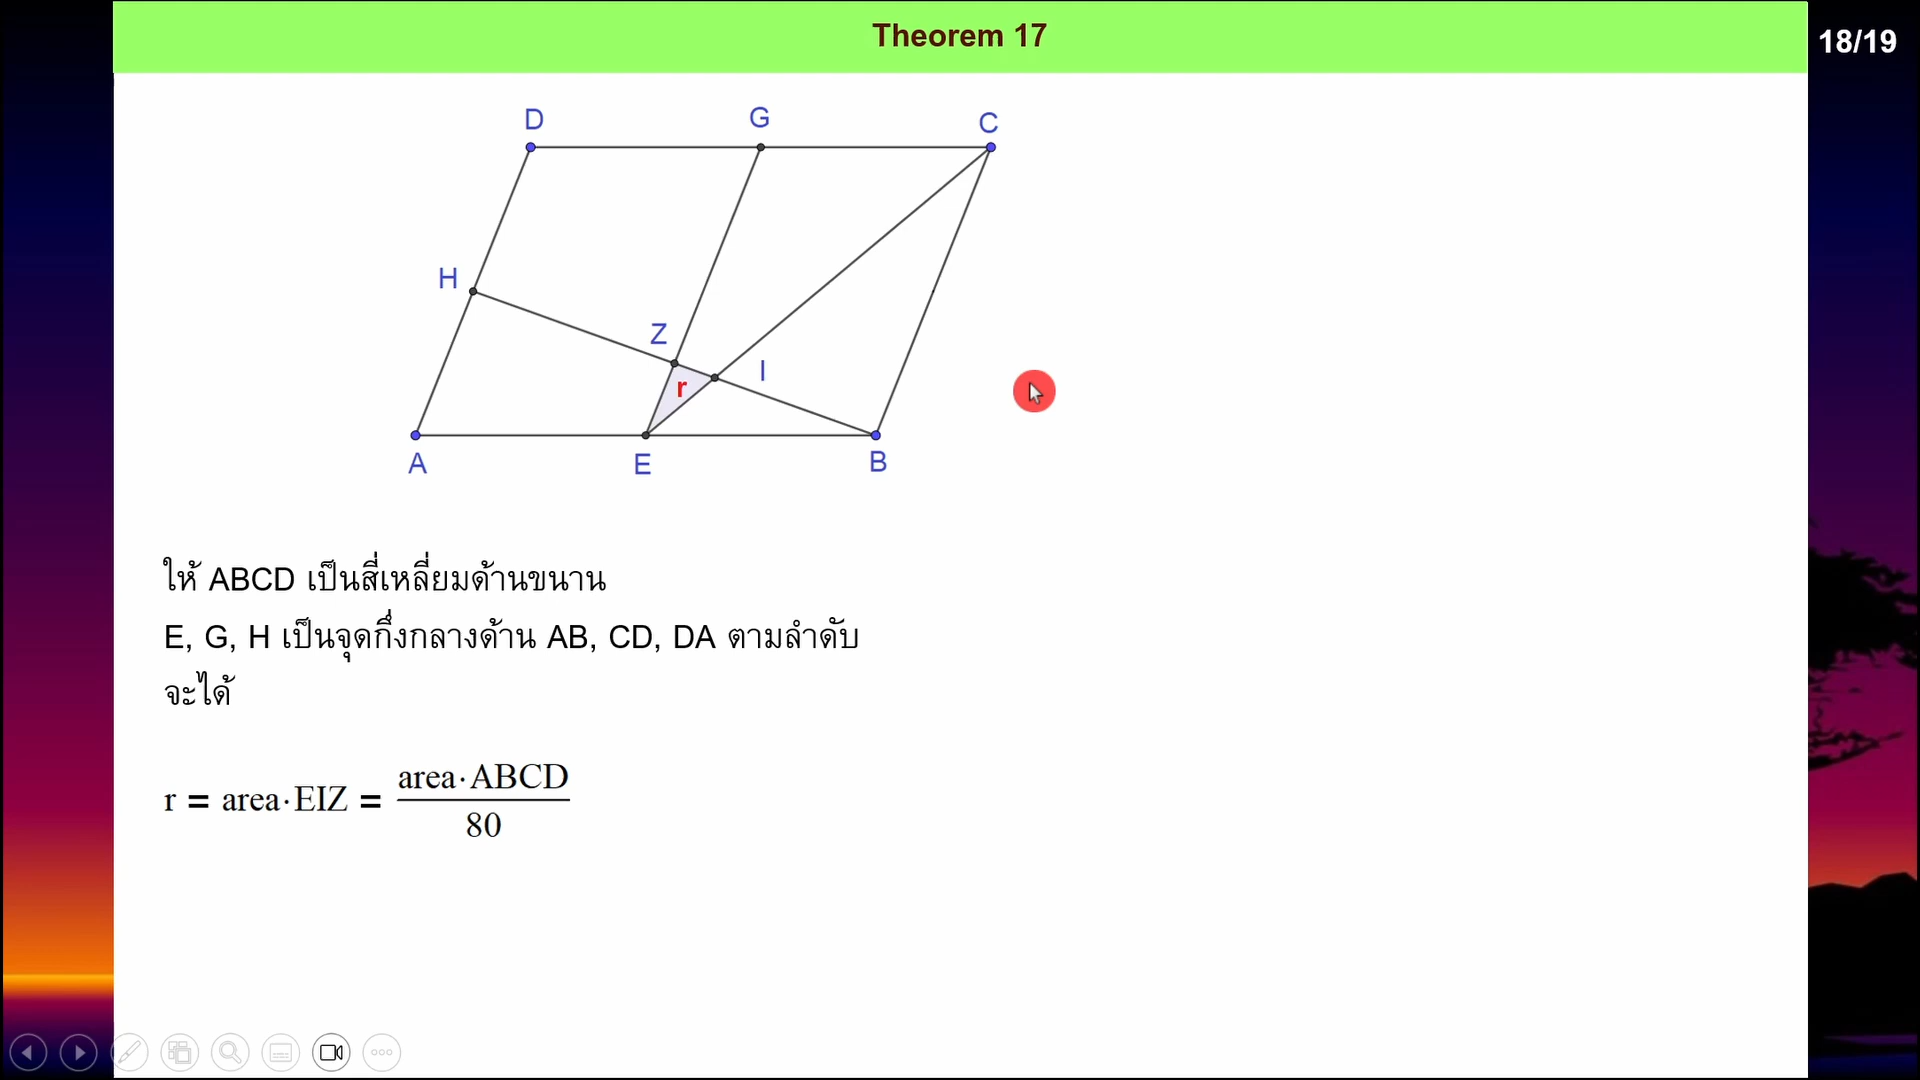 Theorem 17
18/19
D
G
C
H
Z
I
r
A
E
B
ให้ ABCD เป็นสี่เหลี่ยมด้านขนาน
E, G, H เป็นจุดกึ่งกลางด้าน AB, CD, DA ตามลำดับ
จะได้
r = area·EIZ = area·ABCD / 80